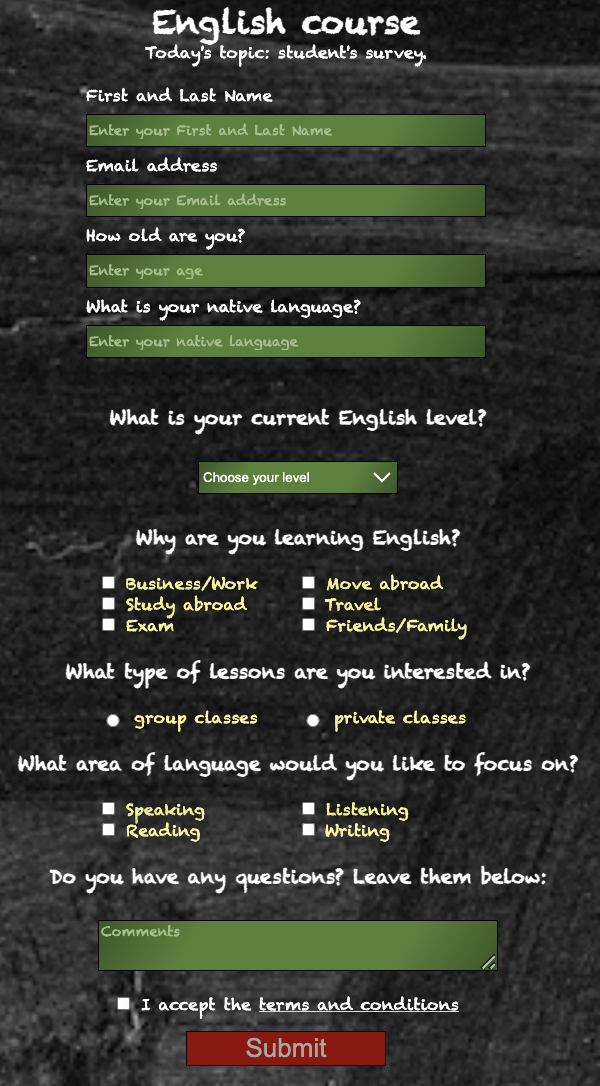 English course
Today's topic: student's survey.
First and Last Name
Enter your First and Last Name
Email address
Enter your Email address
How old are you?
Enter your age
What is your native language?
Enter your native language
What is your current English level?
Choose your level
Why are you learning English?
Business/Work Move abroad
Study abroad Travel
Exam Friends/Family
What type of lessons are you interested in?
group classes private classes
What area of language would you like to focus on?
Speaking Listening
Reading Writing
Do you have any questions? Leave them below:
Comments
I accept the terms and conditions
Submit